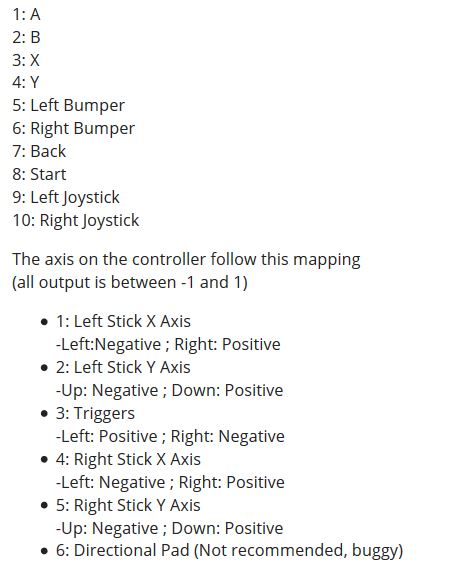 1: A
2: B
3: X
4: Y
5: Left Bumper
6: Right Bumper
7: Back
8: Start
9: Left Joystick
10: Right Joystick
The axis on the controller follow this mapping
(all output is between -1 and 1)
• 1: Left Stick X Axis
-Left:Negative ; Right: Positive
• 2: Left Stick Y Axis
-Up: Negative ; Down: Positive
• 3: Triggers
-Left: Positive ; Right: Negative
• 4: Right Stick X Axis
-Left: Negative ; Right: Positive
• 5: Right Stick Y Axis
-Up: Negative ; Down: Positive
• 6: Directional Pad (Not recommended, buggy)